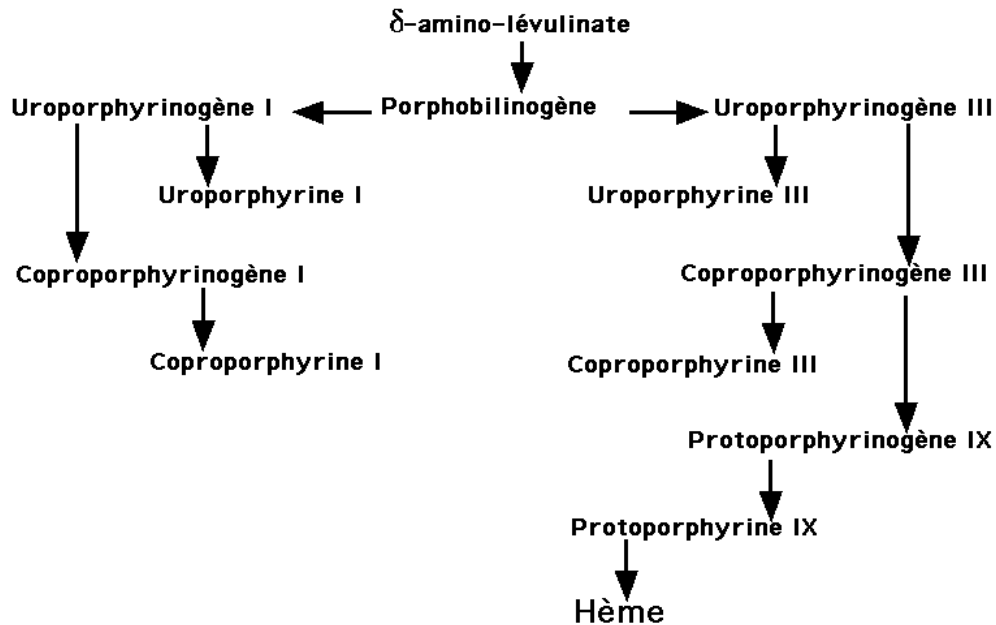 δ-amino-lévulinate
Uroporphyrinogène I
Porphobilinogène
Uroporphyrinogène III
Uroporphyrine I
Uroporphyrine III
Coproporphyrinogène I
Coproporphyrinogène III
Coproporphyrine I
Coproporphyrine III
Protoporphyrinogène IX
Protoporphyrine IX
Hème